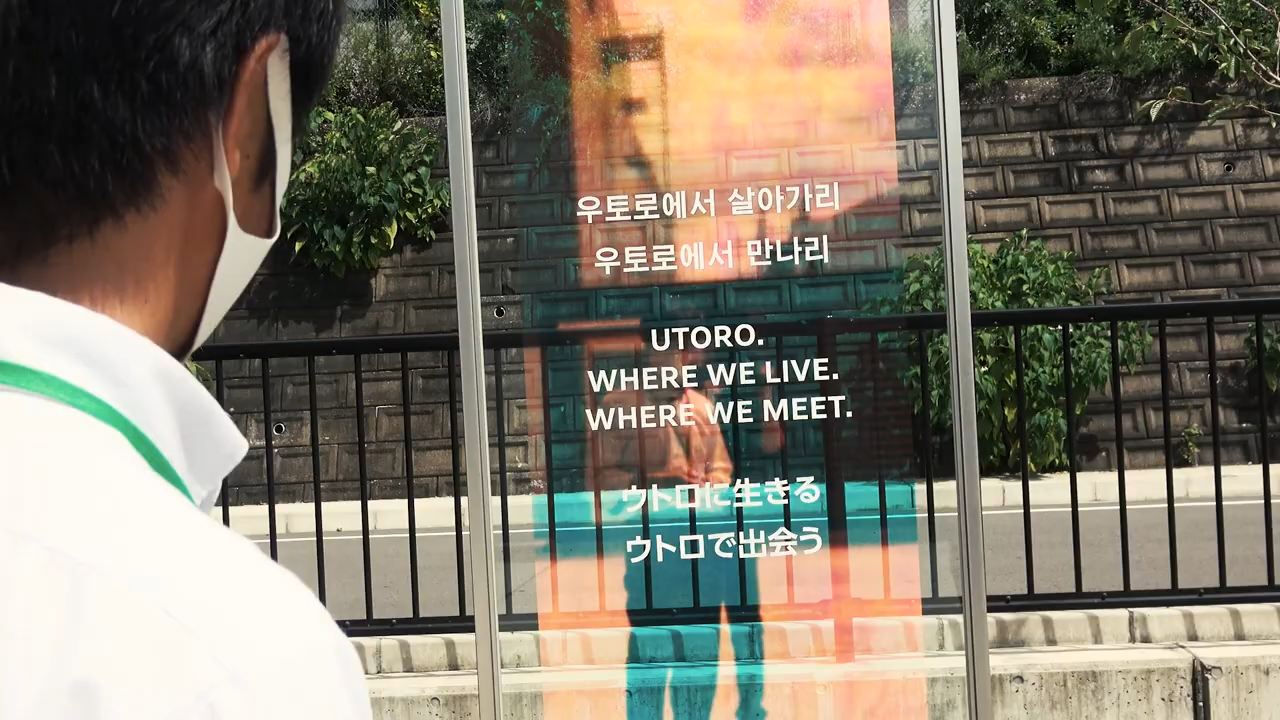 우토로에서 살아가리
우토로에서 만나리
UTORO.
WHERE WE LIVE.
WHERE WE MEET.
ウトロに生きる
ウトロで出会う